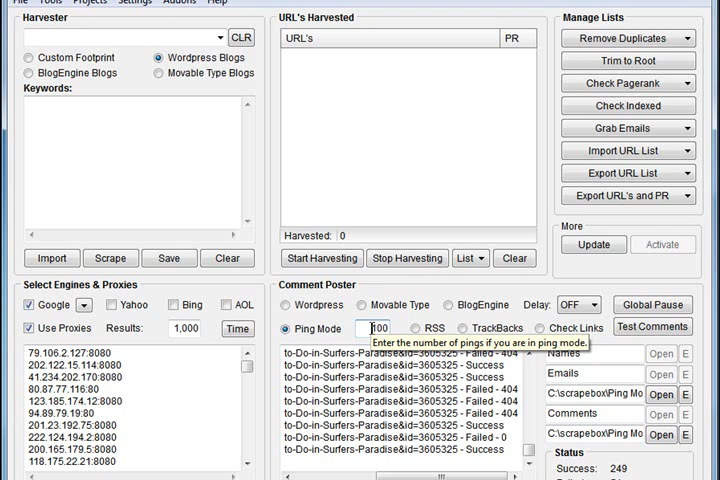 File Tools Projects Settings Addons Help
Harvester
CLR
Custom Footprint
Wordpress Blogs
BlogEngine Blogs
Movable Type Blogs
Keywords:
Import
Scrape
Save
Clear
URL's Harvested
URL's
PR
Harvested: 0
Start Harvesting
Stop Harvesting
List
Clear
Manage Lists
Remove Duplicates
Trim to Root
Check Pagerank
Check Indexed
Grab Emails
Import URL List
Export URL List
Export URL's and PR
More
Update
Activate
Select Engines & Proxies
Google
Yahoo
Bing
AOL
Use Proxies
Results:
1,000
Time
79.106.2.127:8080
202.122.15.114:8080
41.234.202.170:8080
80.87.77.116:80
123.185.174.12:8080
94.89.79.19:80
201.23.192.75:8080
222.124.194.2:8080
200.165.179.5:8080
118.175.22.21:8080
Comment Poster
Wordpress
Movable Type
BlogEngine
Delay:
OFF
Global Pause
Ping Mode
100
RSS
TrackBacks
Check Links
Test Comments
Enter the number of pings if you are in ping mode.
to-Do-in-Surfers-Paradise&id=3605325 - Failed - 404
to-Do-in-Surfers-Paradise&id=3605325 - Success
to-Do-in-Surfers-Paradise&id=3605325 - Failed - 404
to-Do-in-Surfers-Paradise&id=3605325 - Success
to-Do-in-Surfers-Paradise&id=3605325 - Failed - 404
to-Do-in-Surfers-Paradise&id=3605325 - Failed - 404
to-Do-in-Surfers-Paradise&id=3605325 - Success
to-Do-in-Surfers-Paradise&id=3605325 - Failed - 0
to-Do-in-Surfers-Paradise&id=3605325 - Success
Names
Open
E
Emails
Open
E
C:\scrapebox\Ping Mo
Open
E
Comments
Open
E
C:\scrapebox\Ping Mo
Open
E
Status
Success: 249